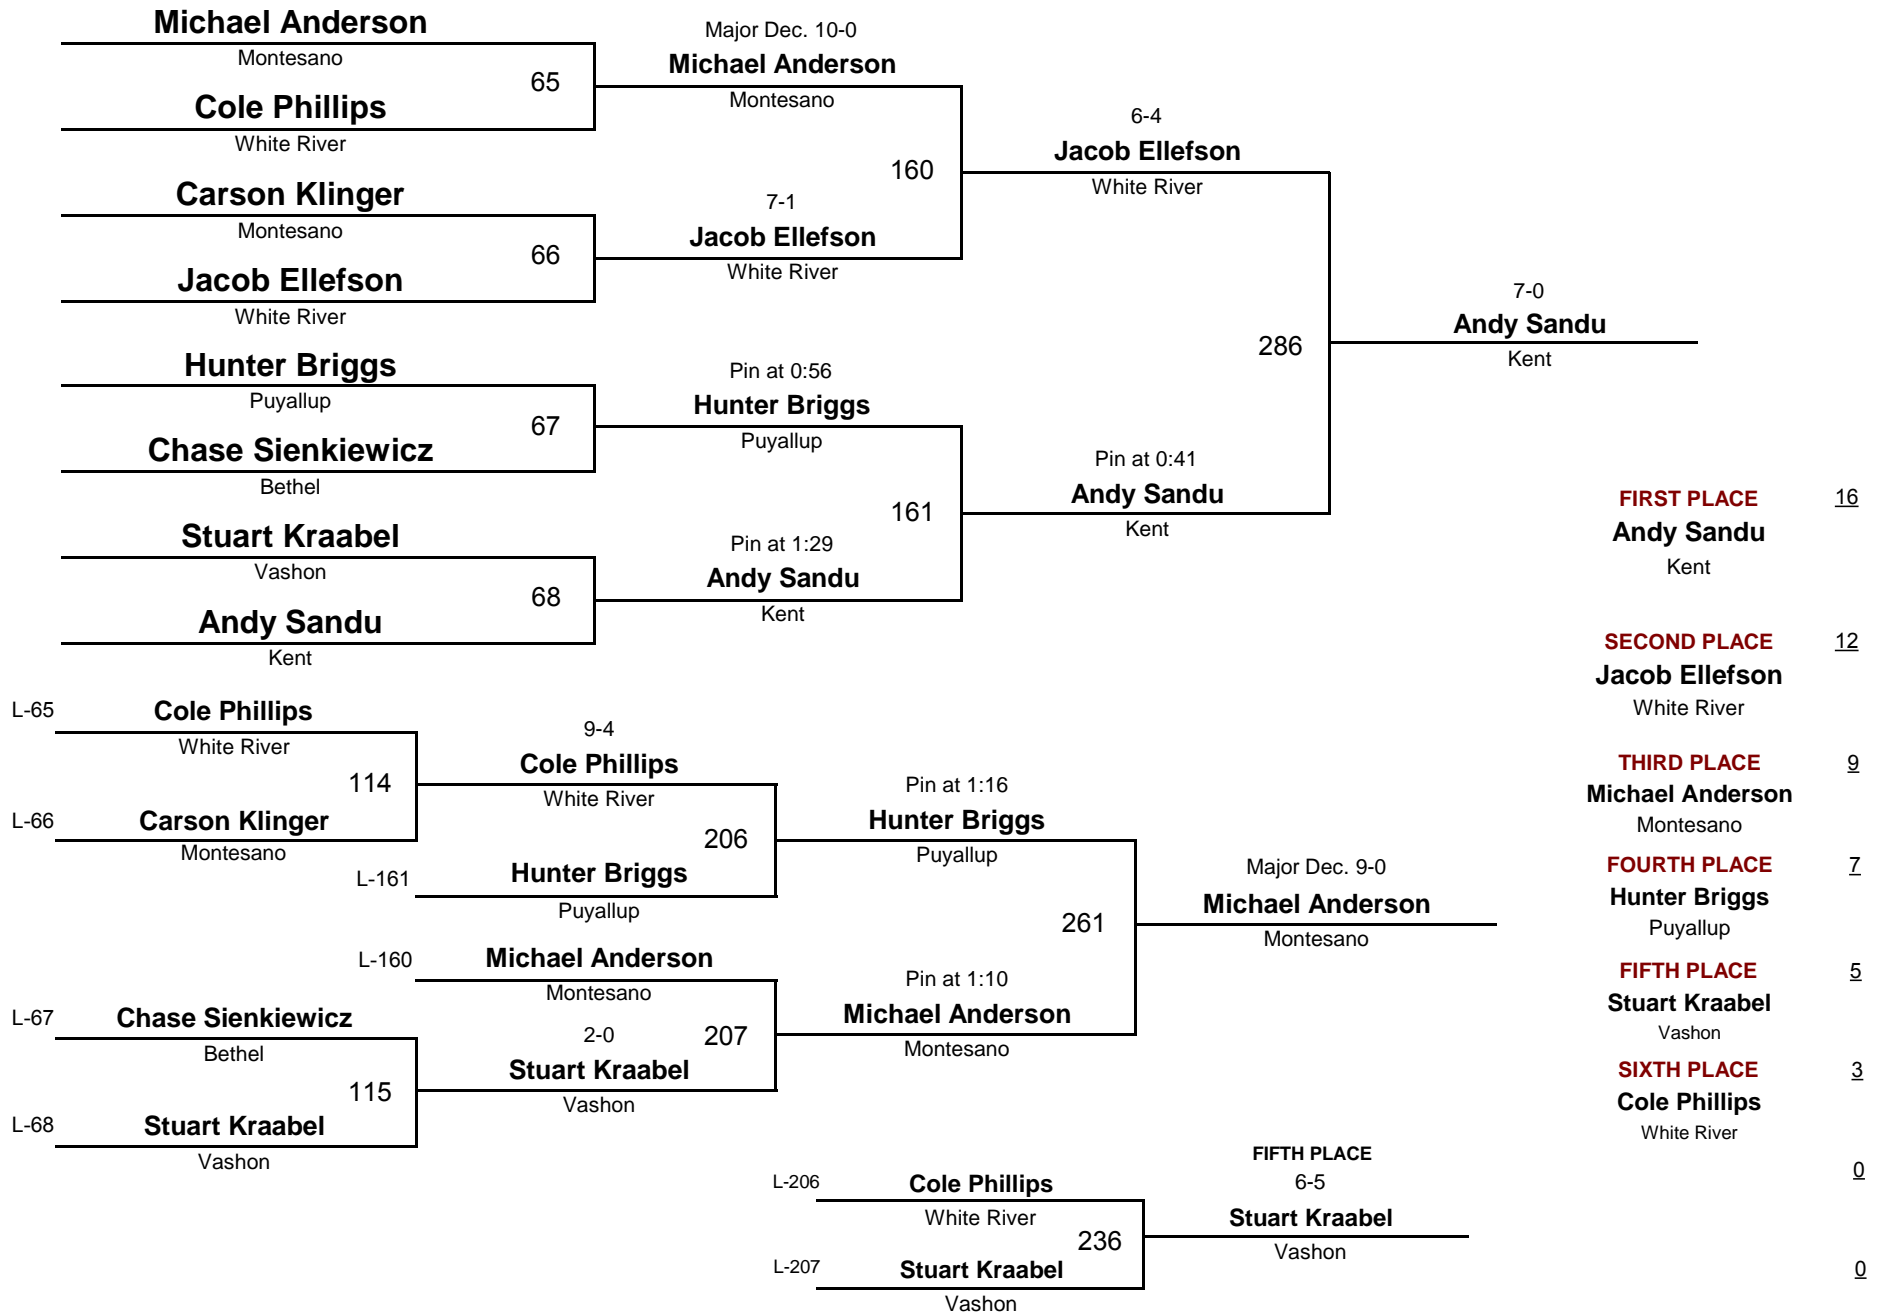 Michael Anderson
Montesano
65
Cole Phillips
White River
Carson Klinger
Montesano
66
Jacob Ellefson
White River
Hunter Briggs
Puyallup
67
Chase Sienkiewicz
Bethel
Stuart Kraabel
Vashon
68
Andy Sandu
Kent
Major Dec. 10-0
Michael Anderson
Montesano
160
7-1
Jacob Ellefson
White River
Pin at 0:56
Hunter Briggs
Puyallup
161
Pin at 1:29
Andy Sandu
Kent
6-4
Jacob Ellefson
White River
286
Pin at 0:41
Andy Sandu
Kent
7-0
Andy Sandu
Kent
L-65
Cole Phillips
White River
114
L-66
Carson Klinger
Montesano
9-4
Cole Phillips
White River
206
L-161
Hunter Briggs
Puyallup
L-160
Michael Anderson
Montesano
207
2-0
Stuart Kraabel
Vashon
L-67
Chase Sienkiewicz
Bethel
115
L-68
Stuart Kraabel
Vashon
Pin at 1:16
Hunter Briggs
Puyallup
261
Pin at 1:10
Michael Anderson
Montesano
Major Dec. 9-0
Michael Anderson
Montesano
L-206
Cole Phillips
White River
236
L-207
Stuart Kraabel
Vashon
FIFTH PLACE
6-5
Stuart Kraabel
Vashon
FIRST PLACE 16
Andy Sandu
Kent
SECOND PLACE 12
Jacob Ellefson
White River
THIRD PLACE 9
Michael Anderson
Montesano
FOURTH PLACE 7
Hunter Briggs
Puyallup
FIFTH PLACE 5
Stuart Kraabel
Vashon
SIXTH PLACE 3
Cole Phillips
White River
0
0